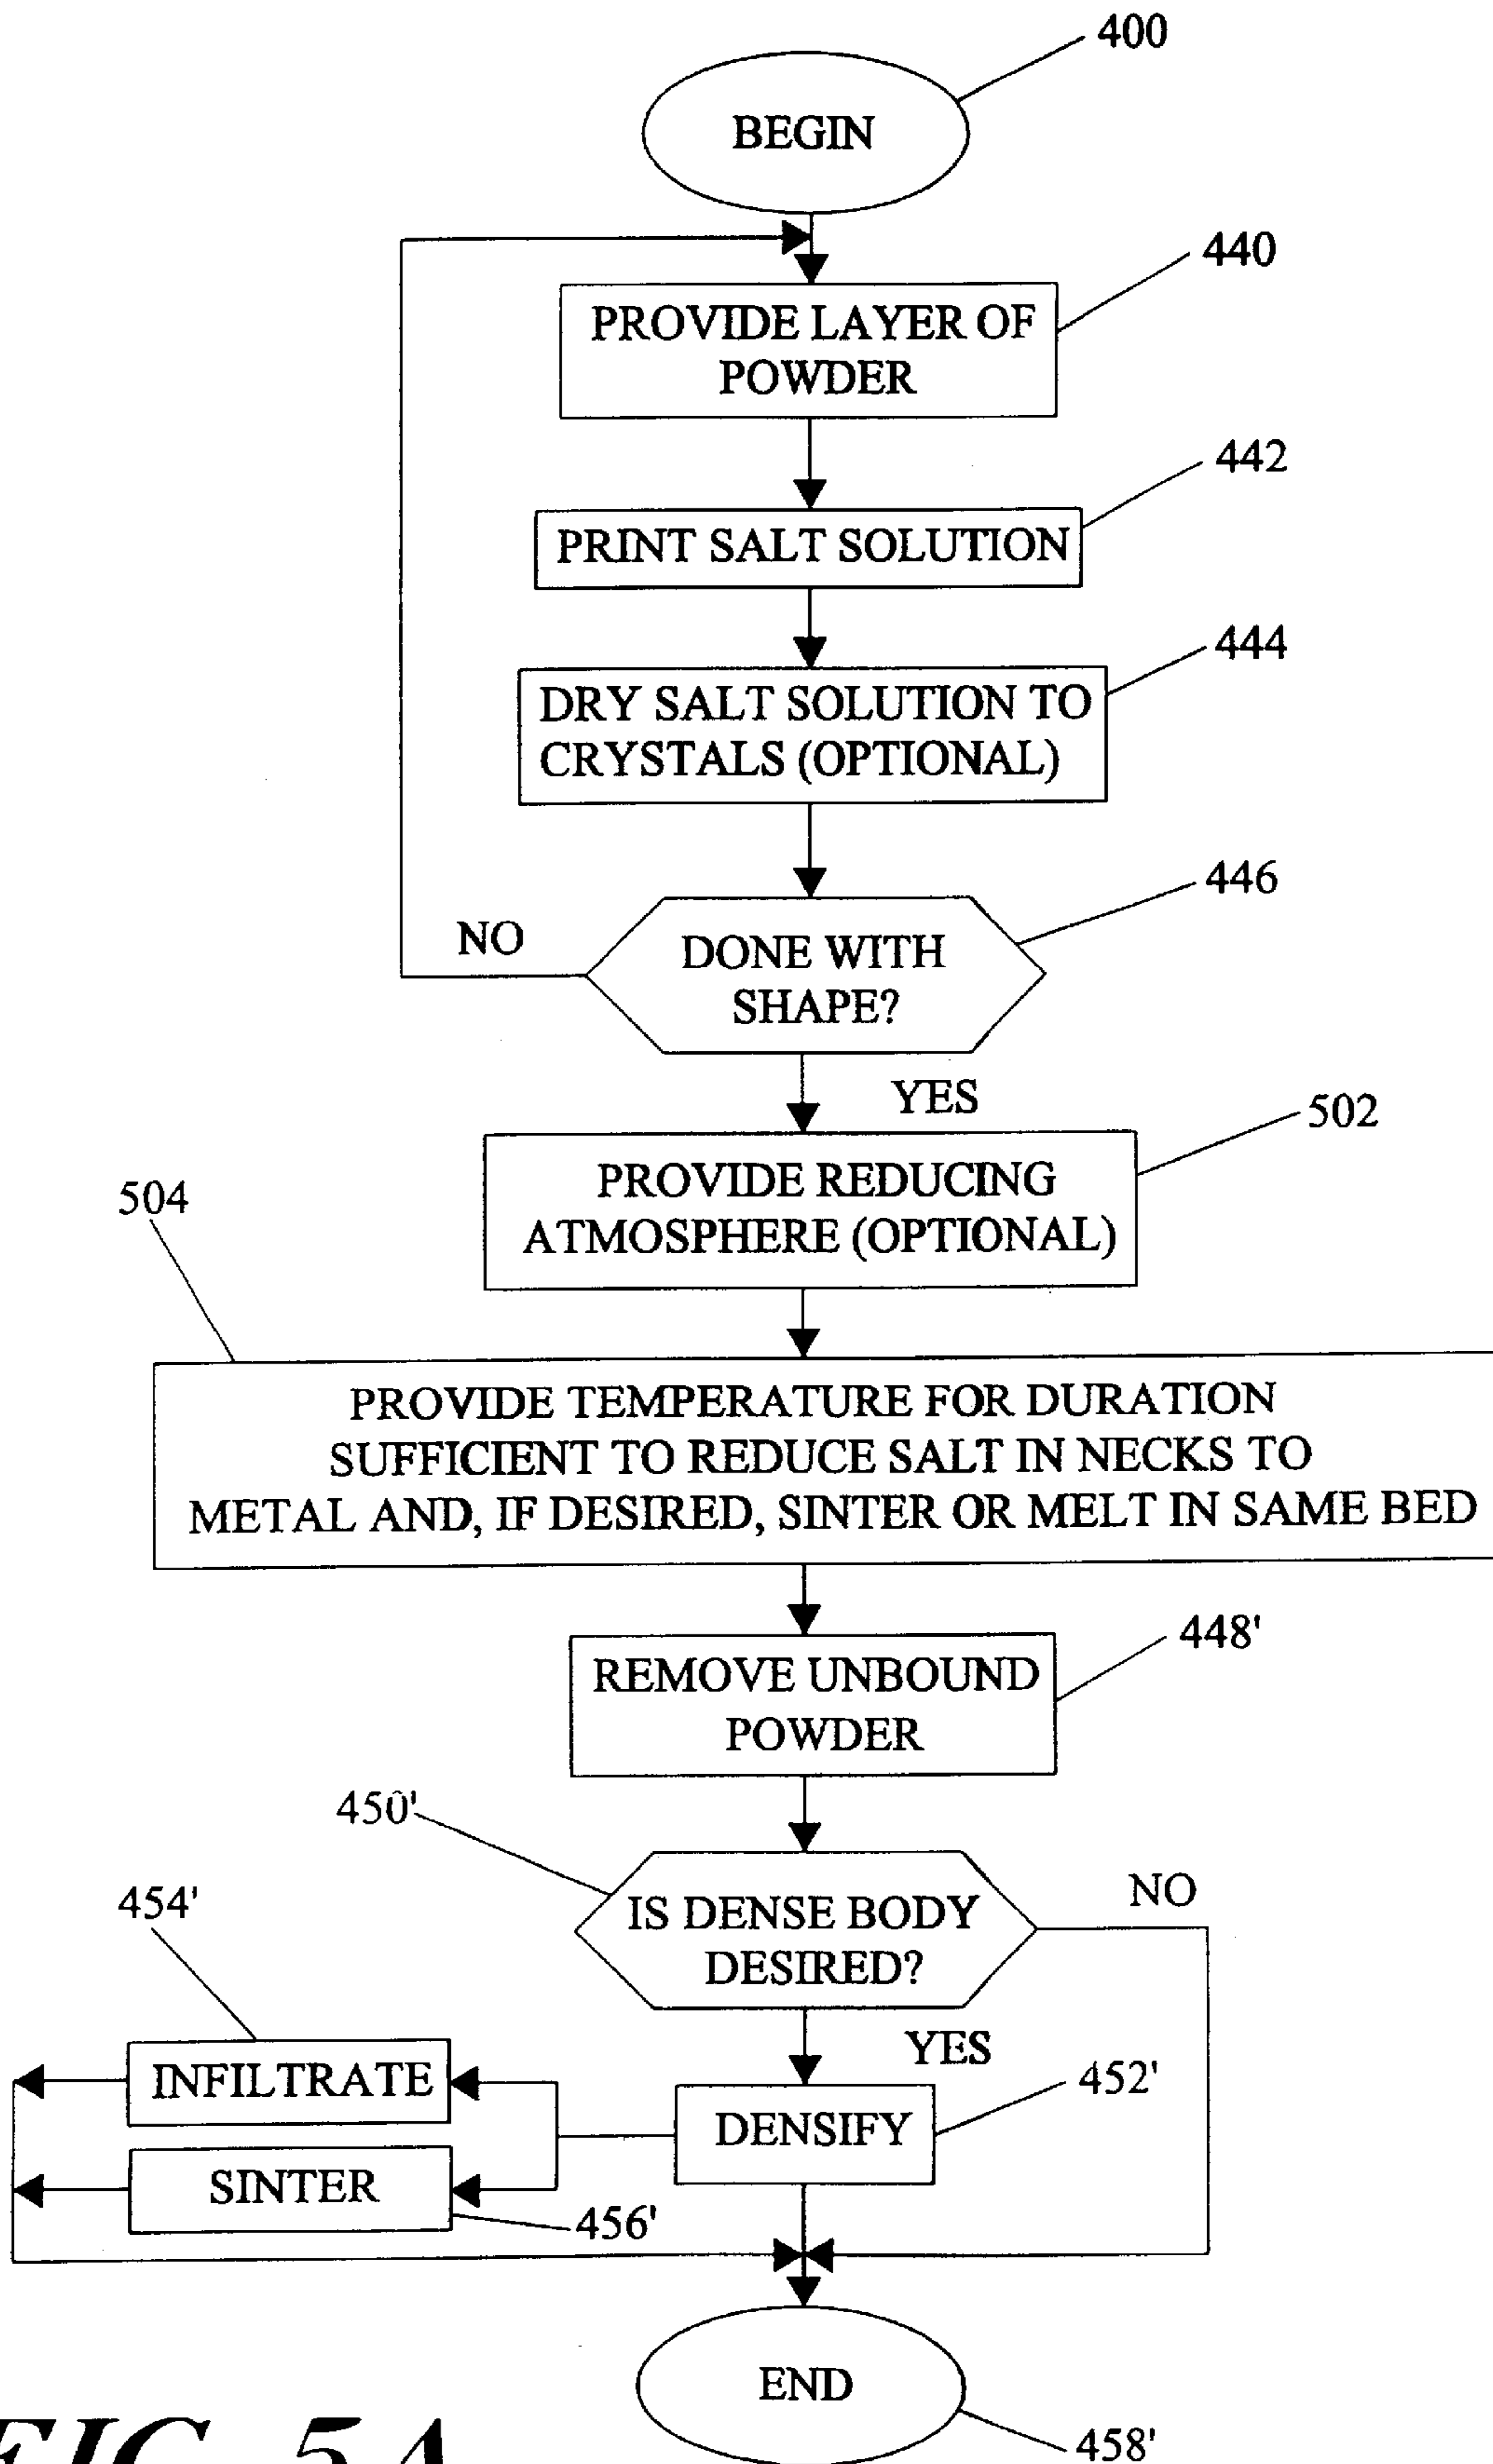 400
BEGIN
440
PROVIDE LAYER OF
POWDER
442
PRINT SALT SOLUTION
444
DRY SALT SOLUTION TO
CRYSTALS (OPTIONAL)
446
NO
DONE WITH
SHAPE?
YES
502
PROVIDE REDUCING
ATMOSPHERE (OPTIONAL)
504
PROVIDE TEMPERATURE FOR DURATION
SUFFICIENT TO REDUCE SALT IN NECKS TO
METAL AND, IF DESIRED, SINTER OR MELT IN SAME BED
448'
REMOVE UNBOUND
POWDER
450'
NO
IS DENSE BODY
DESIRED?
454'
YES
INFILTRATE
452'
DENSIFY
SINTER
456'
END
458'
FIG. 5A